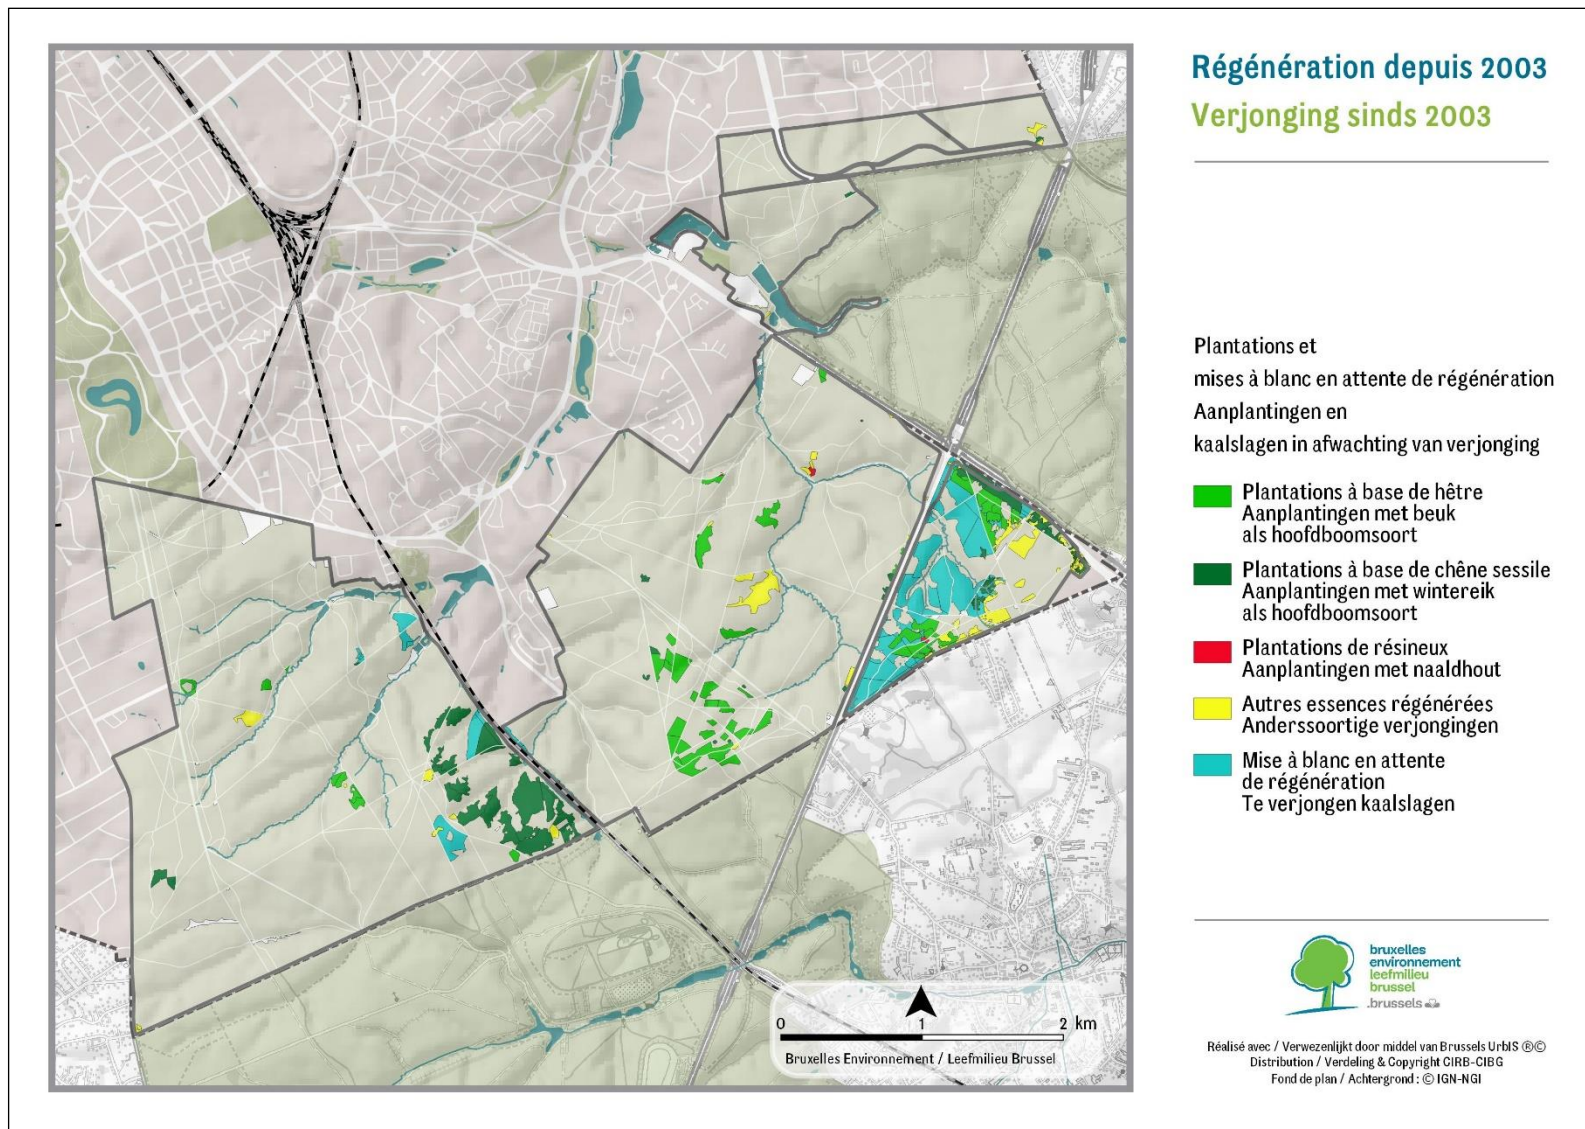 Régénération depuis 2003
Verjonging sinds 2003
Plantations et
mises à blanc en attente de régénération
Aanplantingen en
kaalslagen in afwachting van verjonging
Plantations à base de hêtre
Aanplantingen met beuk
als hoofdboomsoort
Plantations à base de chêne sessile
Aanplantingen met wintereik
als hoofdboomsoort
Plantations de résineux
Aanplantingen met naaldhout
Autres essences régénérées
Anderssoortige verjongingen
Mise à blanc en attente
de régénération
Te verjongen kaalslagen
0 1 2 km
Bruxelles Environnement / Leefmilieu Brussel
bruxelles
environnement
leefmilieu
brussel
.brussels
Réalisé avec / Verwezenlijkt door middel van Brussels UrbIS ®©
Distribution / Verdeling & Copyright CIRB-CIBG
Fond de plan / Achtergrond : © IGN-NGI